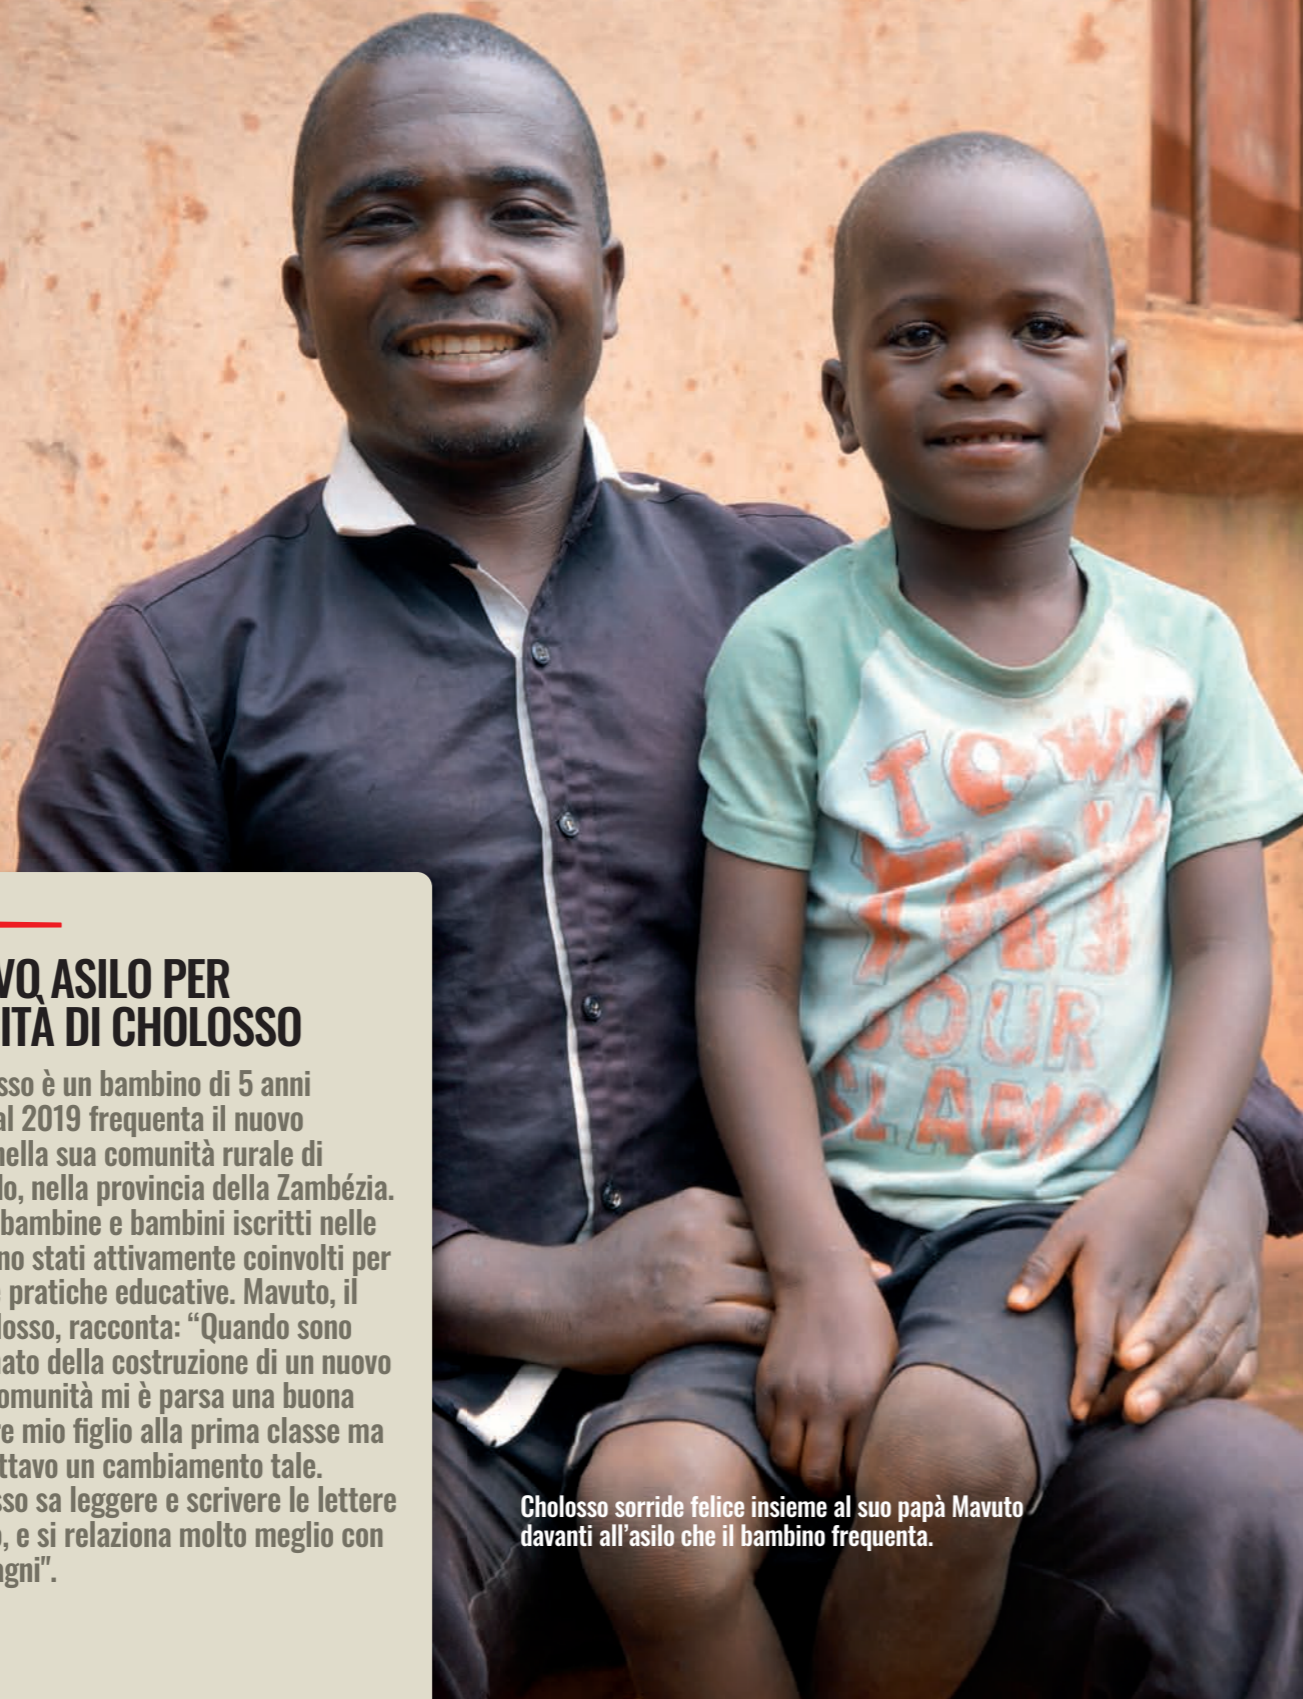 VO ASILO PER
ITÀ DI CHOLOSSO
sso è un bambino di 5 anni
al 2019 frequenta il nuovo
nella sua comunità rurale di
lo, nella provincia della Zambézia.
bambine e bambini iscritti nelle
no stati attivamente coinvolti per
e pratiche educative. Mavuto, il
losso, racconta: “Quando sono
nato della costruzione di un nuovo
omunità mi è parsa una buona
re mio figlio alla prima classe ma
ttavo un cambiamento tale.
sso sa leggere e scrivere le lettere
o, e si relaziona molto meglio con
agni".
TOWN
YOUR
Cholosso sorride felice insieme al suo papà Mavuto
davanti all’asilo che il bambino frequenta.